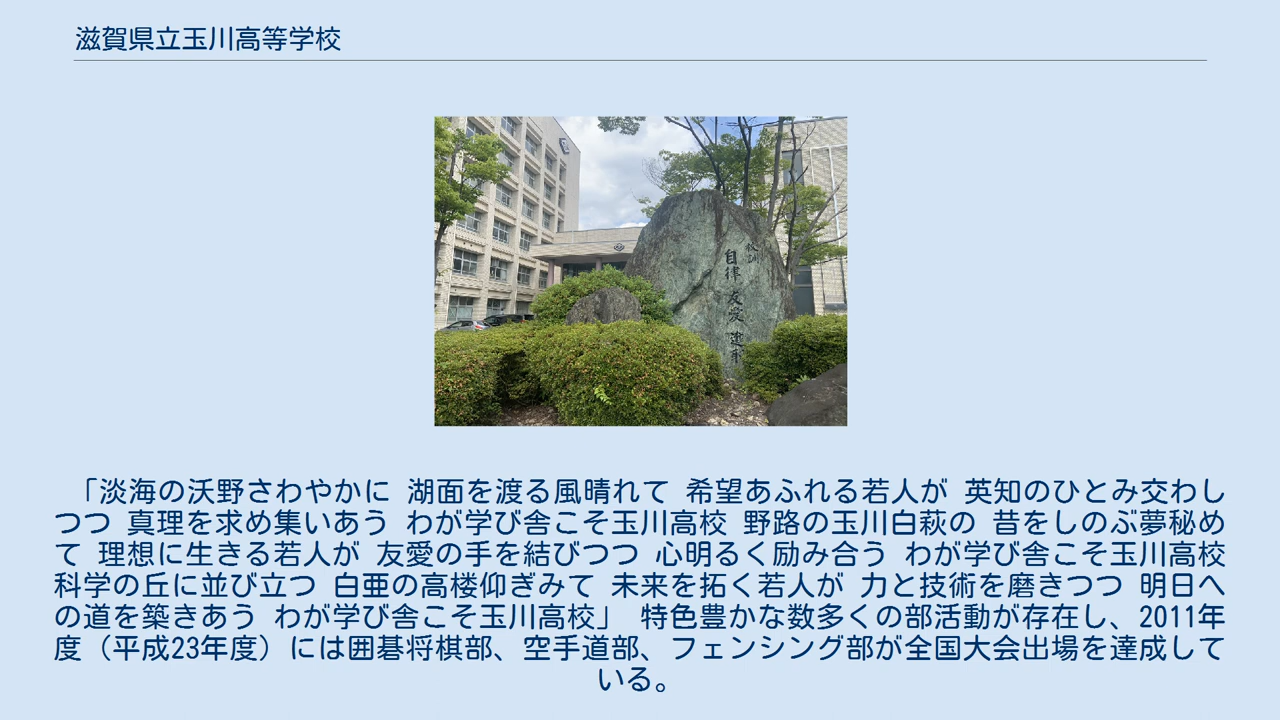 滋賀県立玉川高等学校
校訓
自律 友愛 進取
「淡海の沃野さわやかに 湖面を渡る風晴れて 希望あふれる若人が 英知のひとみ交わし
つつ 真理を求め集いあう わが学び舎こそ玉川高校 野路の玉川白萩の 昔をしのぶ夢秘め
て 理想に生きる若人が 友愛の手を結びつつ 心明るく励み合う わが学び舎こそ玉川高校
科学の丘に並び立つ 白亜の高楼仰ぎみて 未来を拓く若人が 力と技術を磨きつつ 明日へ
の道を築きあう わが学び舎こそ玉川高校」 特色豊かな数多くの部活動が存在し、2011年
度（平成23年度）には囲碁将棋部、空手道部、フェンシング部が全国大会出場を達成して
いる。